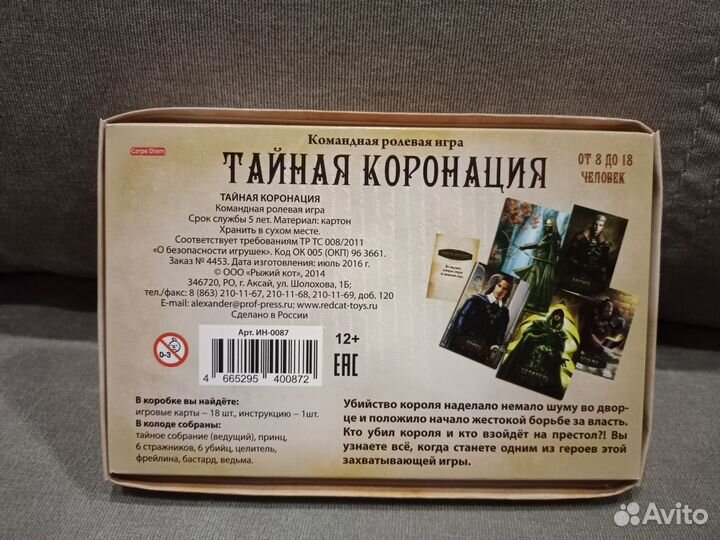 Carpe Diem
Командная ролевая игра
ТАЙНАЯ КОРОНАЦИЯ
ОТ 8 ДО 18
ЧЕЛОВЕК
ТАЙНАЯ КОРОНАЦИЯ
Командная ролевая игра
Срок службы 5 лет. Материал: картон
Хранить в сухом месте.
Соответствует требованиям ТР ТС 008/2011
«О безопасности игрушек». Код ОК 005 (ОКП) 96 3661.
Заказ № 4453. Дата изготовления: июль 2016 г.
© ООО «Рыжий кот», 2014
346720, РО, г. Аксай, ул. Шолохова, 1Б;
тел./факс: 8 (863) 210-11-67, 210-11-68, 210-11-69, доб. 120
E-mail: alexander@prof-press.ru, www.redcat-toys.ru
Сделано в России
Арт. ИН-0087
0-3
4 665295 400872
12+
EAC
В коробке вы найдёте:
игровые карты – 18 шт., инструкцию – 1шт.
В колоде собраны:
тайное собрание (ведущий), принц,
6 стражников, 6 убийц, целитель,
фрейлина, бастард, ведьма.
Убийство короля наделало немало шуму во двор-
це и положило начало жестокой борьбе за власть.
Кто убил короля и кто взойдёт на престол?! Вы
узнаете всё, когда станете одним из героев этой
захватывающей игры.
Avito